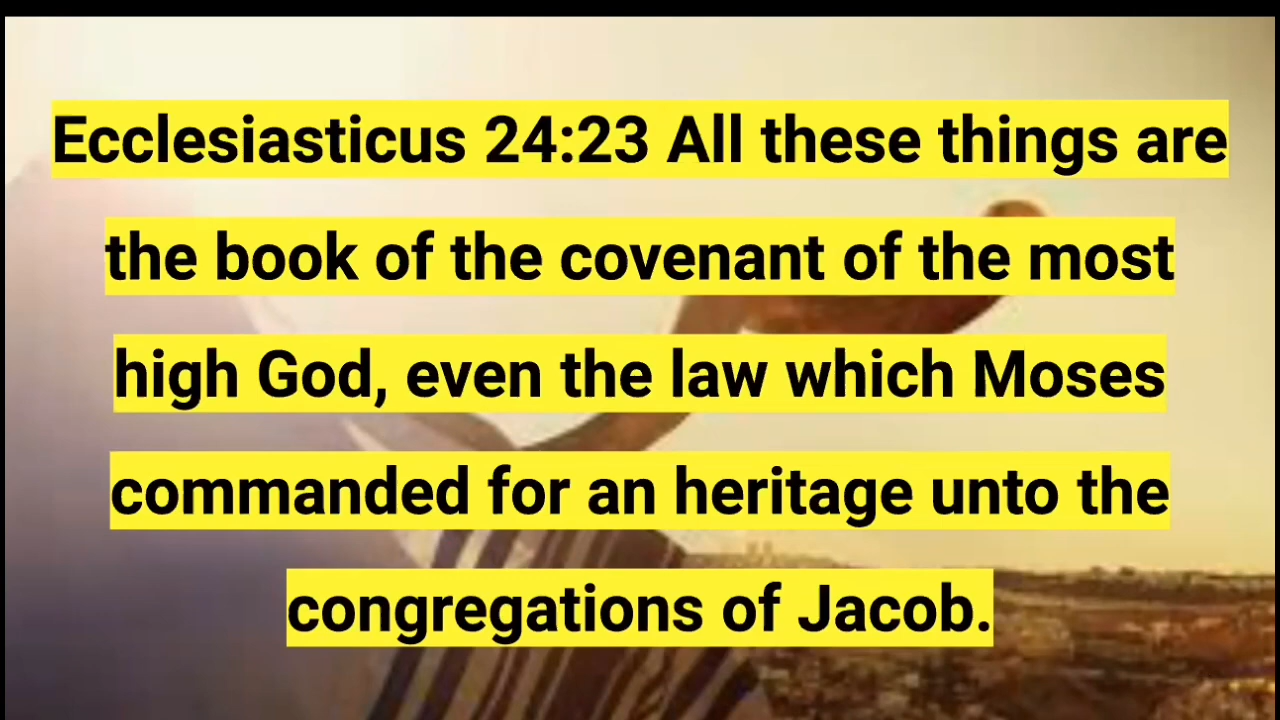 Ecclesiasticus 24:23 All these things are
the book of the covenant of the most
high God, even the law which Moses
commanded for an heritage unto the
congregations of Jacob.